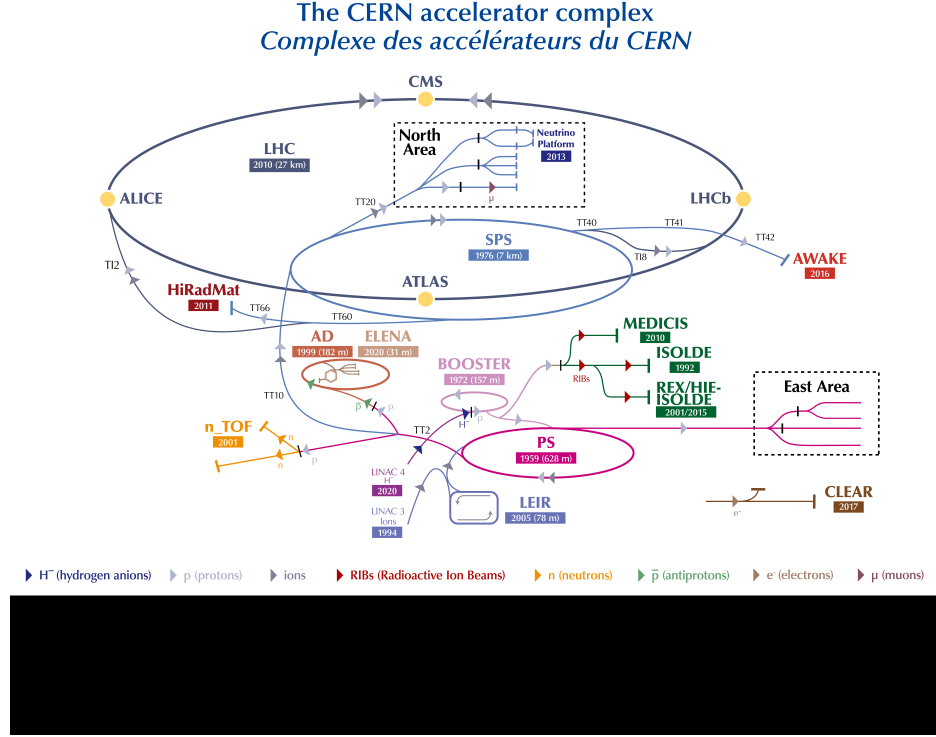 The CERN accelerator complex
Complexe des accélérateurs du CERN
CMS
North
Area
Neutrino
Platform
2013
LHC
2010 (27 km)
ALICE
LHCb
TT20
μ
TT40
TT41
TT42
SPS
1976 (7 km)
TI8
TI2
AWAKE
2016
ATLAS
HiRadMat
2011
TT66
TT60
AD
1999 (182 m)
ELENA
2020 (31 m)
MEDICIS
2010
BOOSTER
1972 (157 m)
ISOLDE
1992
RIBs
REX/HIE-
ISOLDE
2001/2015
East Area
TT10
p̅
p
H⁻
p
n_TOF
2001
n
n
p
TT2
PS
1959 (628 m)
LINAC 4
H⁻
2020
LINAC 3
Ions
1994
LEIR
2005 (78 m)
CLEAR
2017
e⁻
H⁻ (hydrogen anions)
p (protons)
ions
RIBs (Radioactive Ion Beams)
n (neutrons)
p̅ (antiprotons)
e⁻ (electrons)
μ (muons)